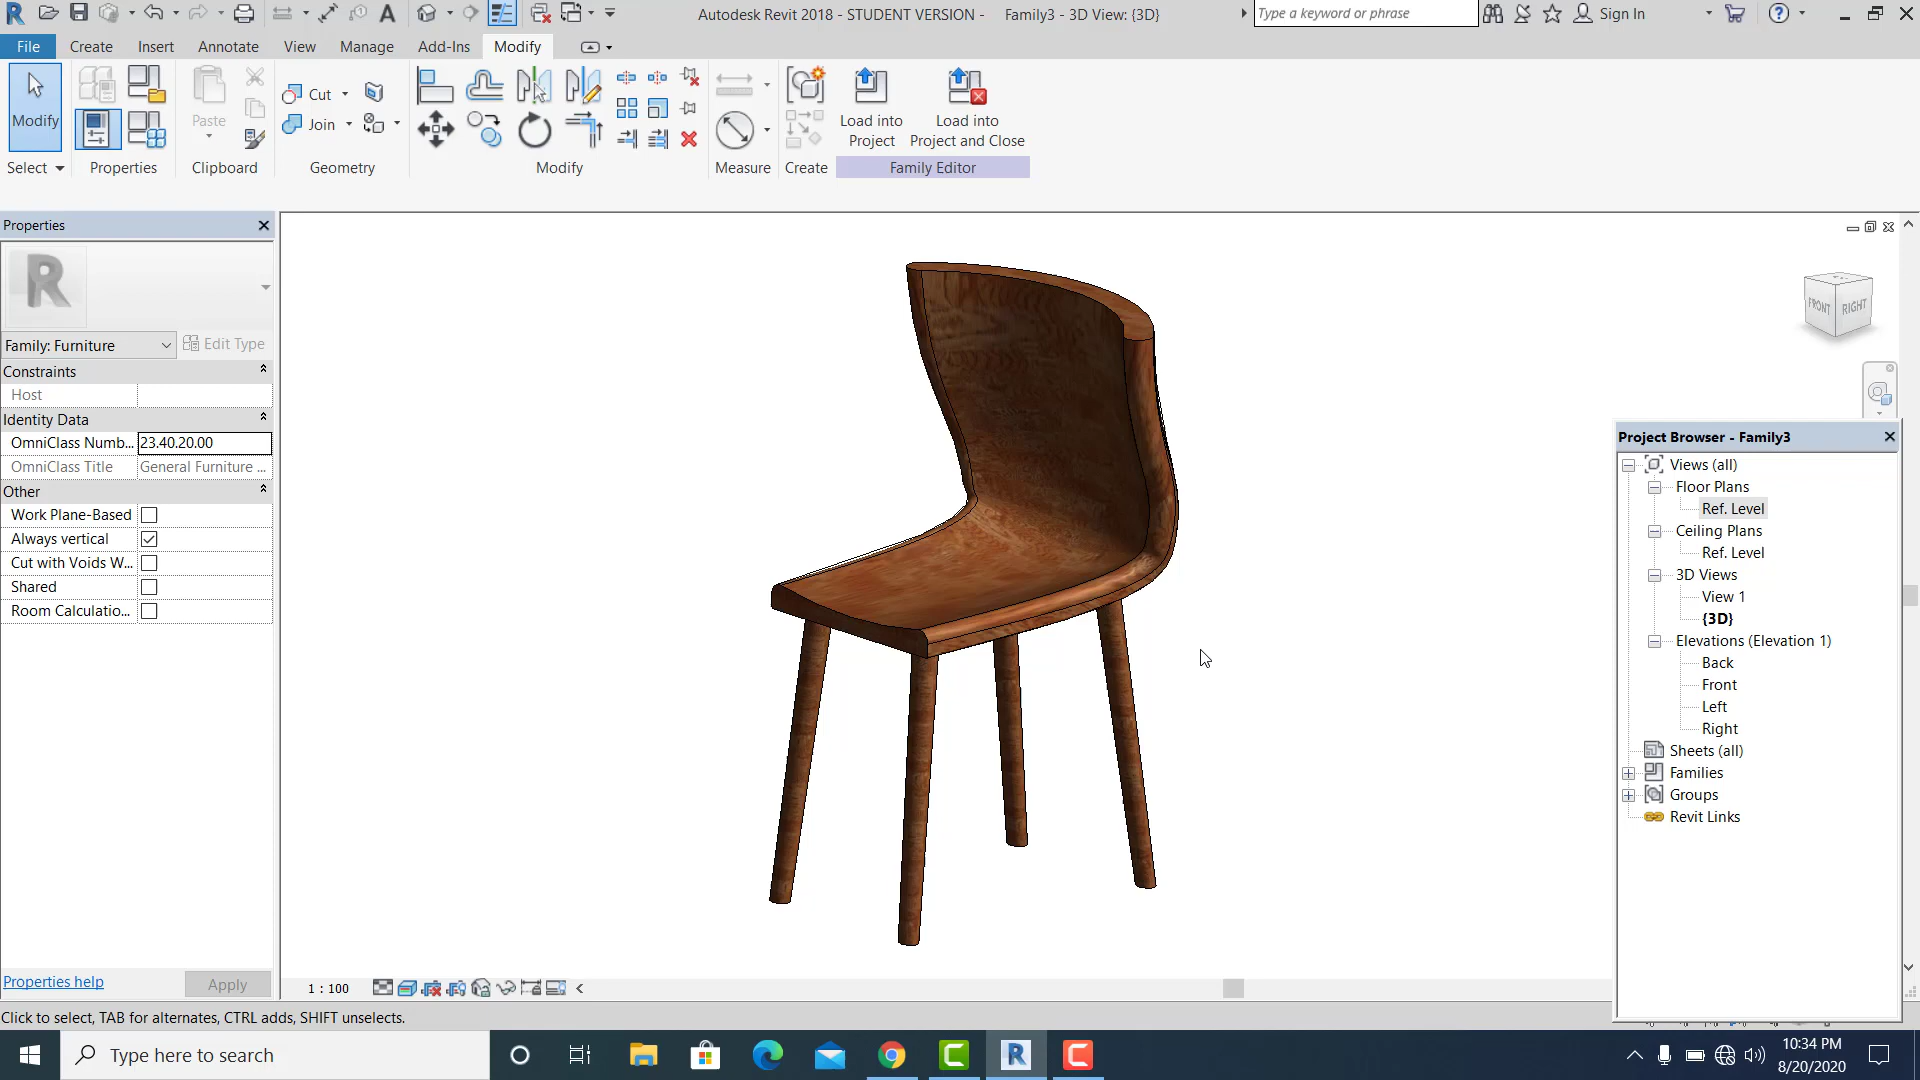 Autodesk Revit 2018 - STUDENT VERSION - Family3 - 3D View: {3D}
Type a keyword or phrase
Sign In
File Create Insert Annotate View Manage Add-Ins Modify
Modify
Paste
Cut
Join
Load into Project
Load into Project and Close
Select Properties Clipboard Geometry Modify Measure Create Family Editor
Properties
R
Family: Furniture
Edit Type
Constraints
Host
Identity Data
OmniClass Numb... 23.40.20.00
OmniClass Title General Furniture ...
Other
Work Plane-Based
Always vertical
Cut with Voids W...
Shared
Room Calculatio...
Properties help
Apply
FRONT RIGHT
Project Browser - Family3
Views (all)
Floor Plans
Ref. Level
Ceiling Plans
Ref. Level
3D Views
View 1
{3D}
Elevations (Elevation 1)
Back
Front
Left
Right
Sheets (all)
Families
Groups
Revit Links
1 : 100
Click to select, TAB for alternates, CTRL adds, SHIFT unselects.
Type here to search
10:34 PM
8/20/2020